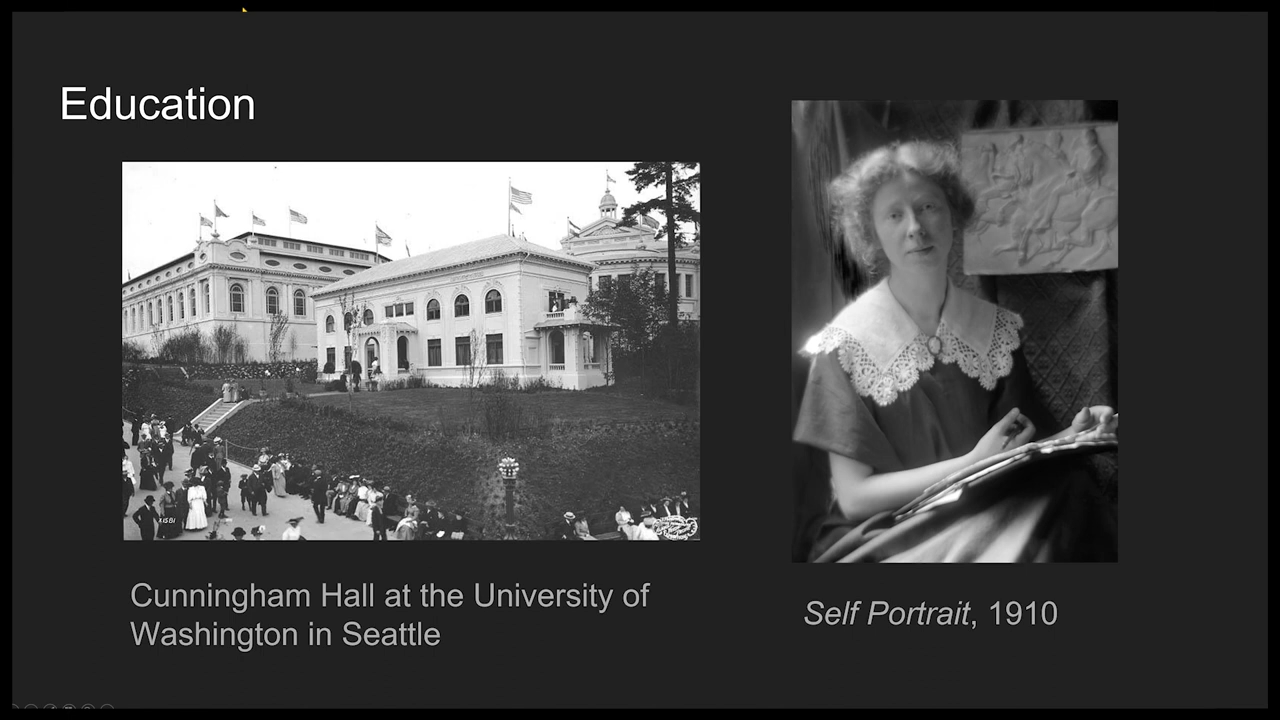 Education
Cunningham Hall at the University of
Washington in Seattle
Self Portrait, 1910